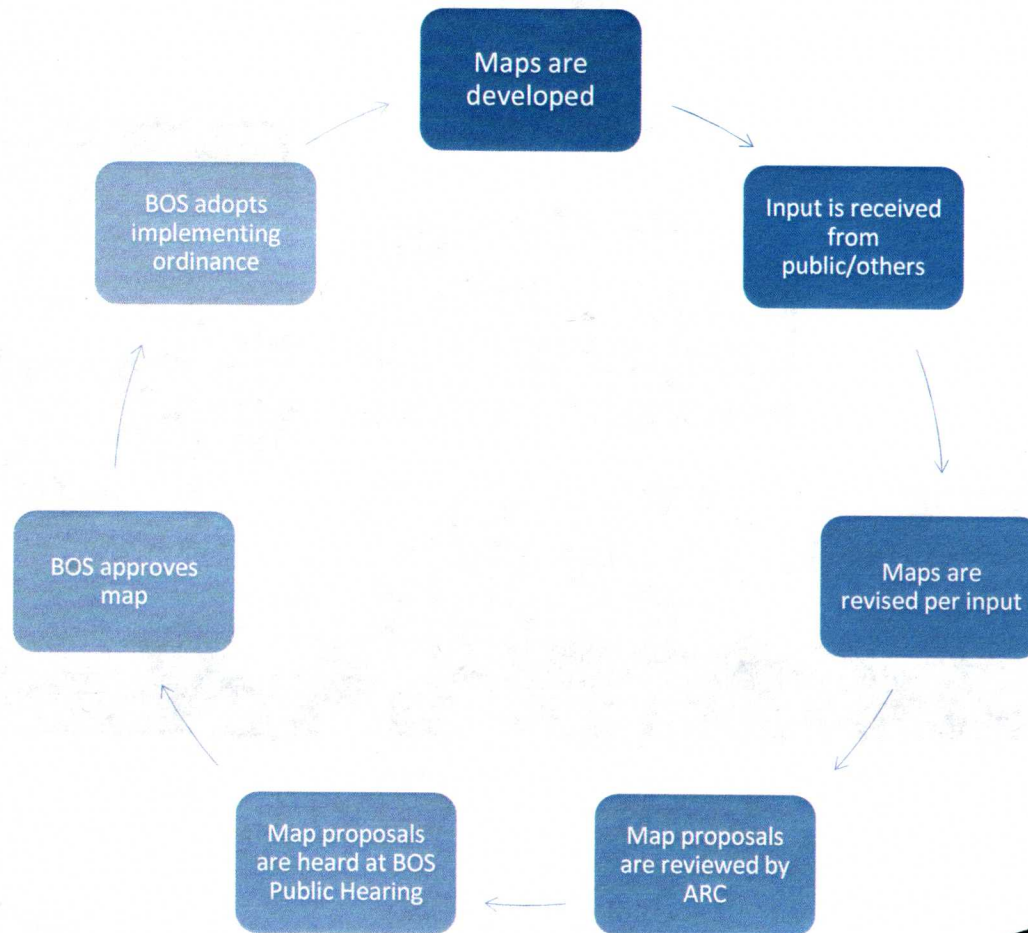 Maps are
developed
Input is received
from
public/others
Maps are
revised per input
Map proposals
are reviewed by
ARC
Map proposals
are heard at BOS
Public Hearing
BOS approves
map
BOS adopts
implementing
ordinance